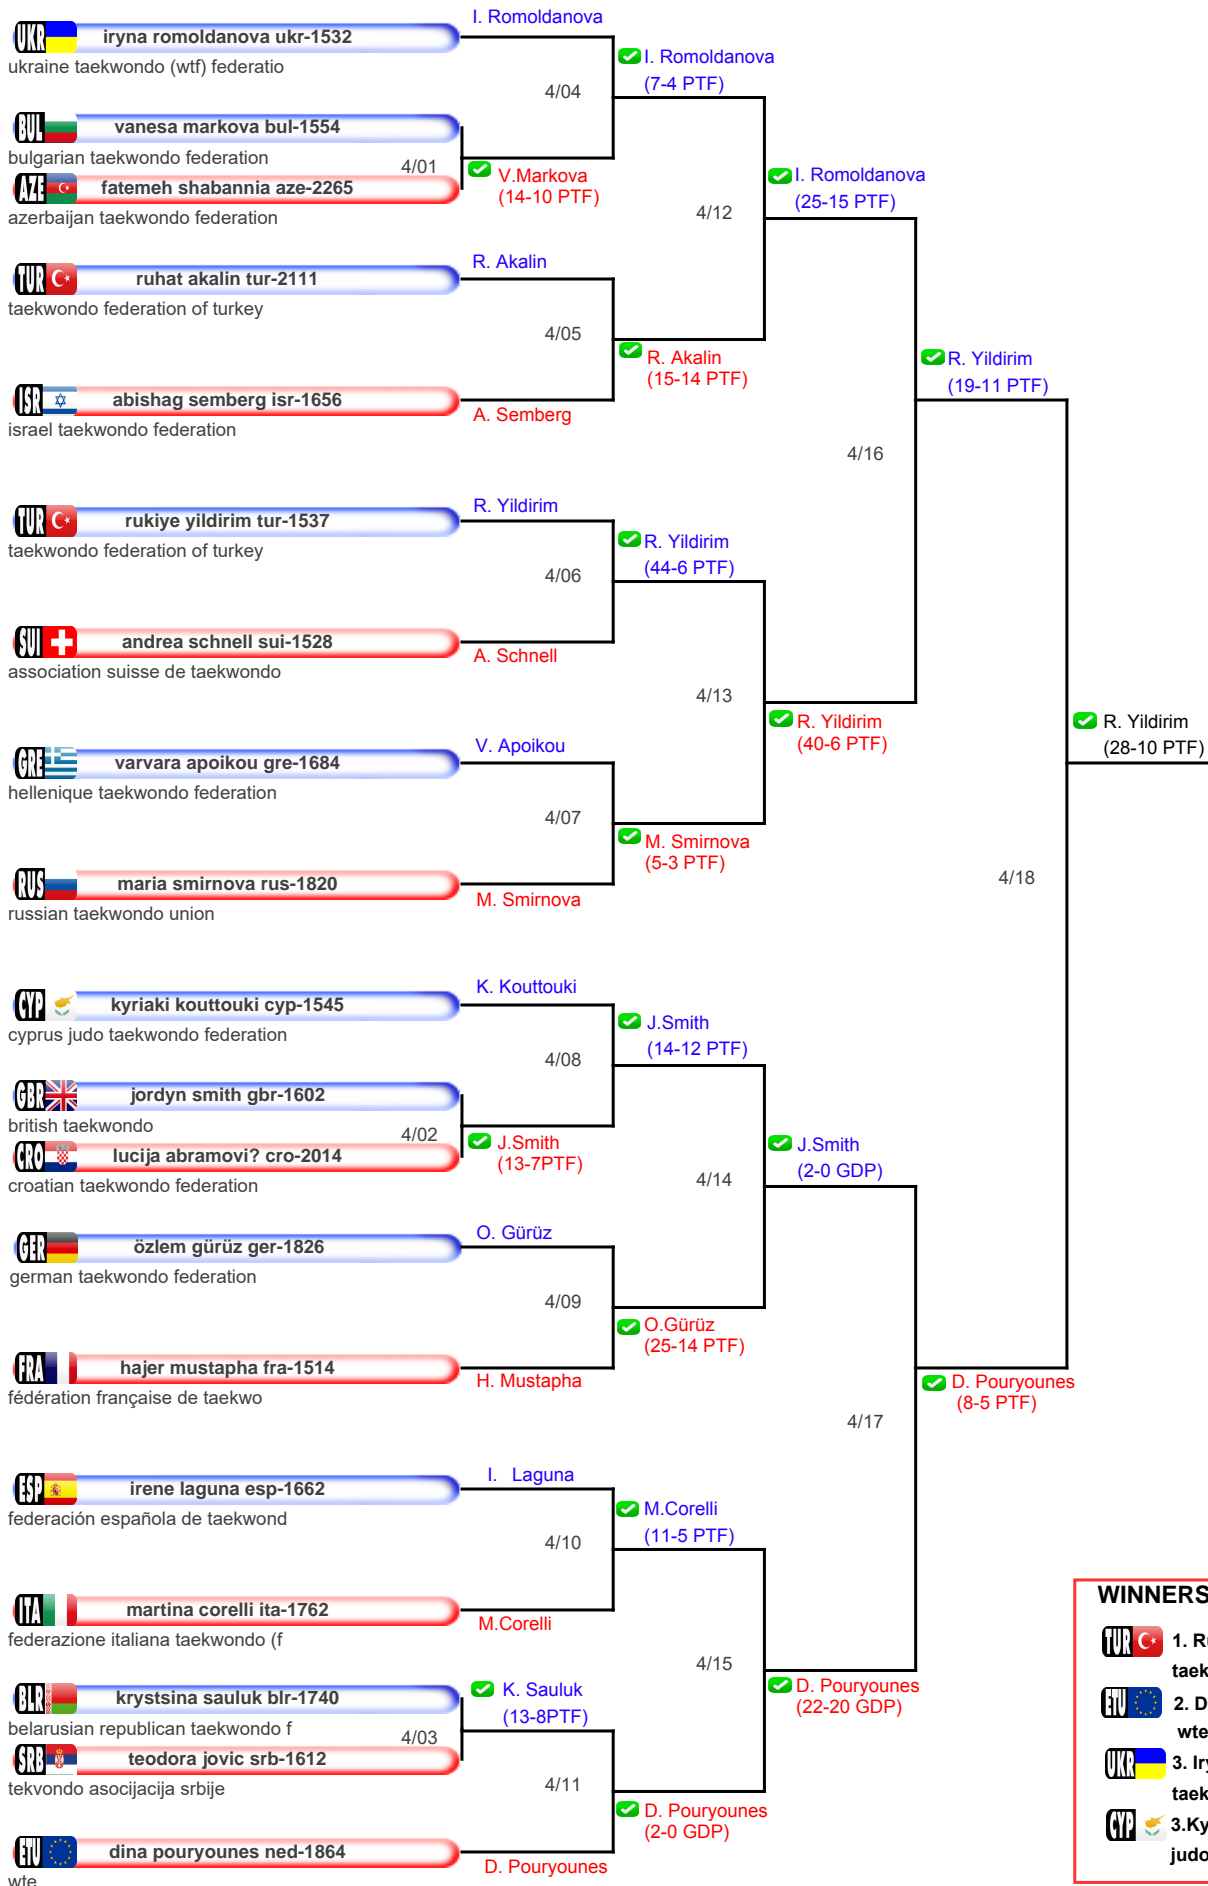 I. Romoldanova
UKR iryna romoldanova ukr-1532
ukraine taekwondo (wtf) federatio
I. Romoldanova
(7-4 PTF)
4/04
BUL vanesa markova bul-1554
bulgarian taekwondo federation
4/01
V.Markova
(14-10 PTF)
AZE fatemeh shabannia aze-2265
azerbaijan taekwondo federation
I. Romoldanova
(25-15 PTF)
4/12
TUR ruhat akalin tur-2111
R. Akalin
taekwondo federation of turkey
4/05
R. Akalin
(15-14 PTF)
ISR abishag semberg isr-1656
A. Semberg
israel taekwondo federation
R. Yildirim
(19-11 PTF)
4/16
TUR rukiye yildirim tur-1537
R. Yildirim
taekwondo federation of turkey
R. Yildirim
(44-6 PTF)
4/06
SUI andrea schnell sui-1528
A. Schnell
association suisse de taekwondo
4/13
R. Yildirim
(40-6 PTF)
R. Yildirim
(28-10 PTF)
GRE varvara apoikou gre-1684
V. Apoikou
hellenique taekwondo federation
4/07
M. Smirnova
(5-3 PTF)
RUS maria smirnova rus-1820
M. Smirnova
russian taekwondo union
4/18
CYP kyriaki kouttouki cyp-1545
K. Kouttouki
cyprus judo taekwondo federation
J.Smith
(14-12 PTF)
4/08
GBR jordyn smith gbr-1602
british taekwondo
4/02
J.Smith
(13-7PTF)
CRO lucija abramovi? cro-2014
croatian taekwondo federation
J.Smith
(2-0 GDP)
4/14
GER özlem gürüz ger-1826
O. Gürüz
german taekwondo federation
4/09
O.Gürüz
(25-14 PTF)
FRA hajer mustapha fra-1514
H. Mustapha
fédération française de taekwo
D. Pouryounes
(8-5 PTF)
4/17
ESP irene laguna esp-1662
I. Laguna
federación española de taekwond
M.Corelli
(11-5 PTF)
4/10
ITA martina corelli ita-1762
M.Corelli
federazione italiana taekwondo (f
4/15
D. Pouryounes
(22-20 GDP)
BLR krystsina sauluk blr-1740
belarusian republican taekwondo f
4/03
K. Sauluk
(13-8PTF)
SRB teodora jovic srb-1612
tekvondo asocijacija srbije
4/11
D. Pouryounes
(2-0 GDP)
ETU dina pouryounes ned-1864
D. Pouryounes
wte
WINNERS
TUR 1. Ru
taek
ETU 2. D
wte
UKR 3. Iry
taek
CYP 3.Ky
judo